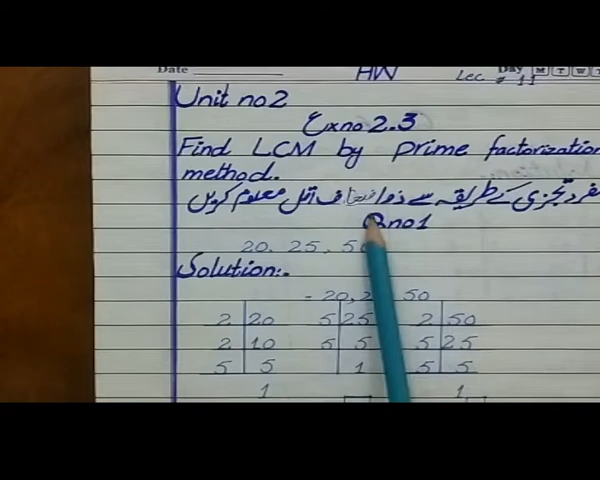 Date HW Lec # 11 Day M T W T
Unit no 2
Ex no 2.3
Find LCM by prime factorization
method.
مفرد تجزی کے طریقہ سے ذواضعاف اقل معلوم کریں
Q no 1
20, 25, 50
Solution:.
20, 2 50
2 20 5 25 2 50
2 10 5 5 5 25
5 5 1 5 5
1 1